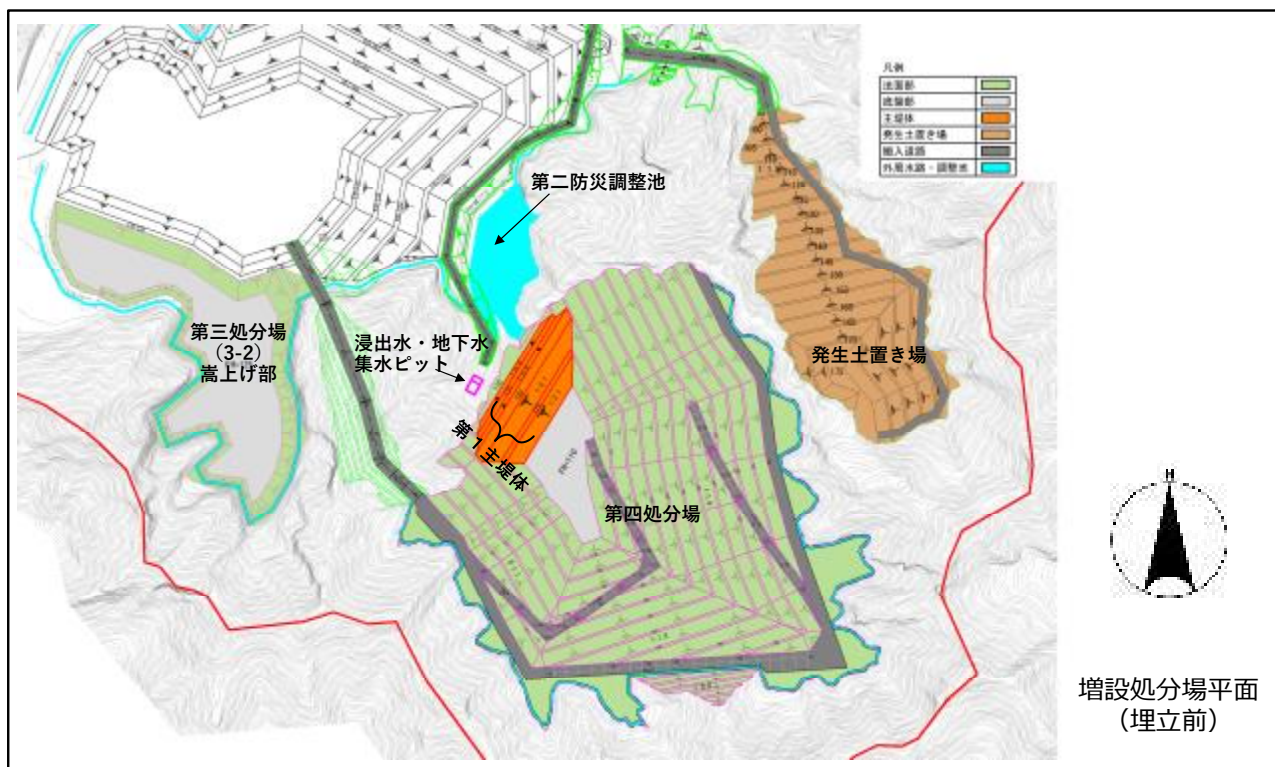 凡例
法面部
底盤部
主堤体
発生土置き場
搬入道路
外周水路・調整池
第二防災調整池
第三処分場
（3-2）
嵩上げ部
浸出水・地下水
集水ピット
発生土置き場
第１主堤体
第四処分場
N
増設処分場平面
（埋立前）